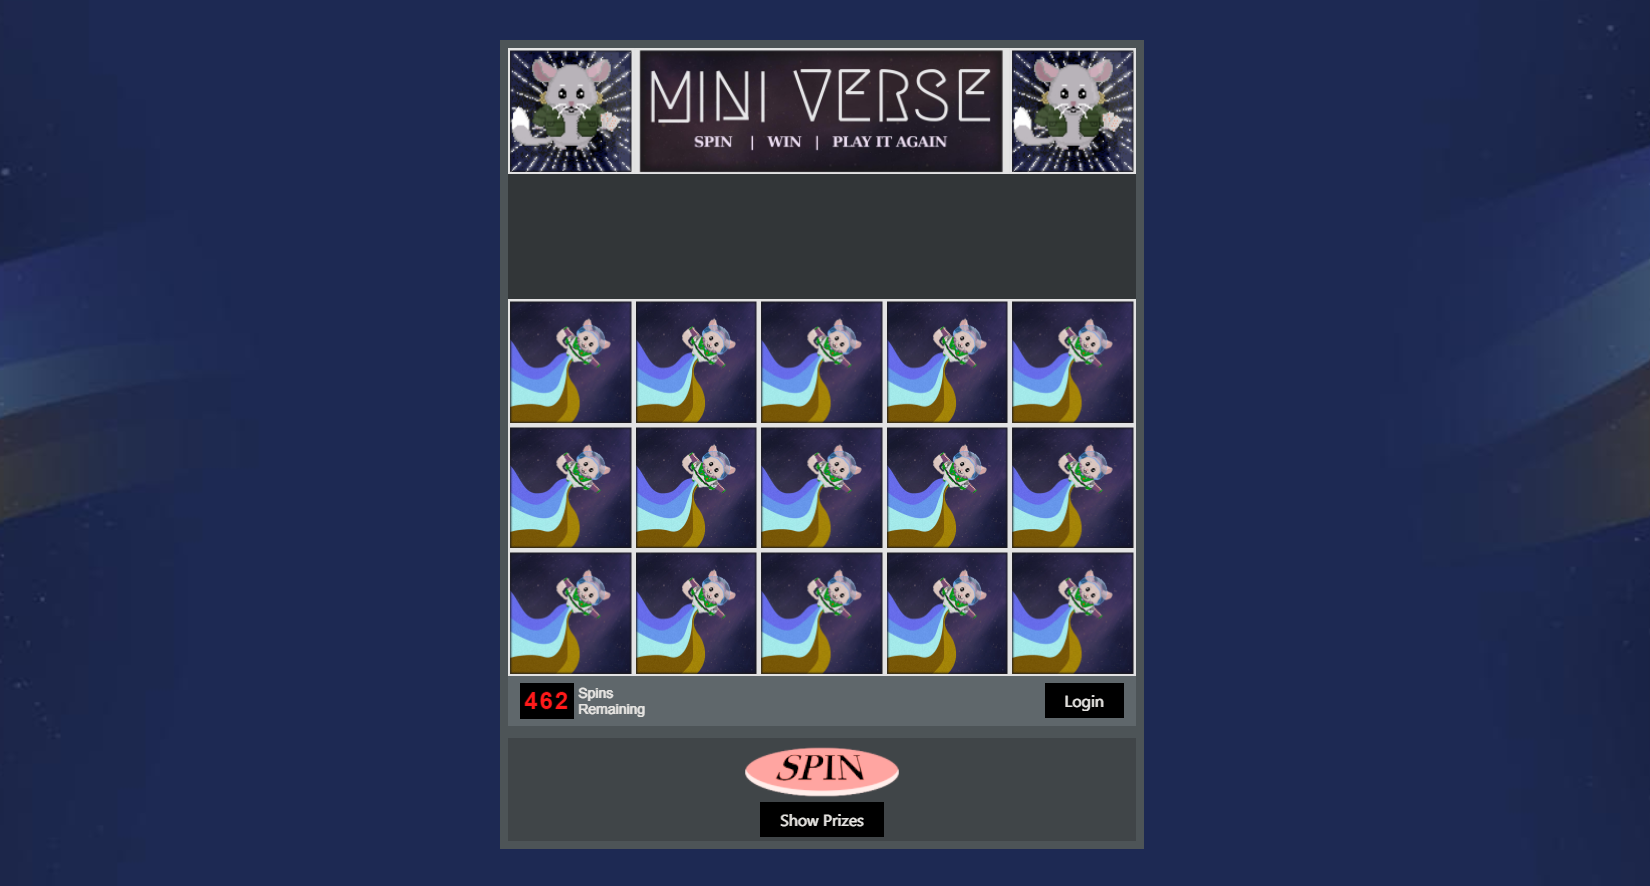 MINI VERSE
SPIN | WIN | PLAY IT AGAIN
462 Spins
Remaining
Login
SPIN
Show Prizes